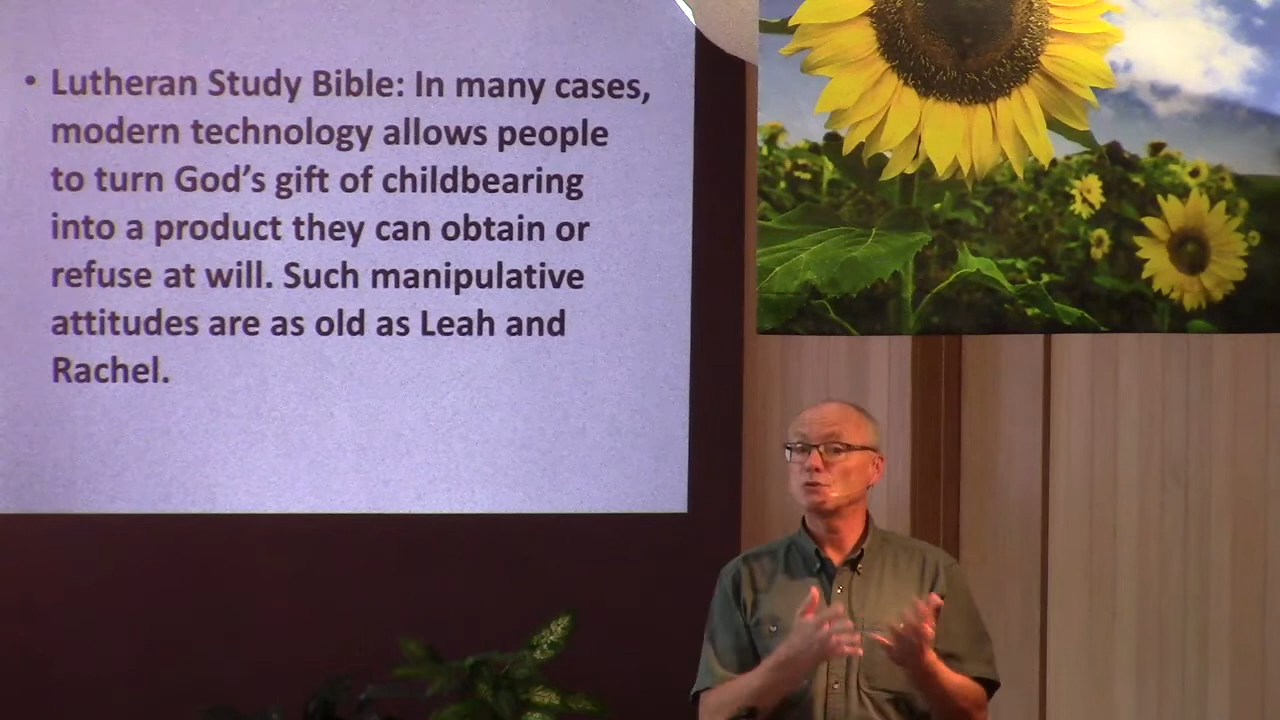 • Lutheran Study Bible: In many cases,
modern technology allows people
to turn God's gift of childbearing
into a product they can obtain or
refuse at will. Such manipulative
attitudes are as old as Leah and
Rachel.